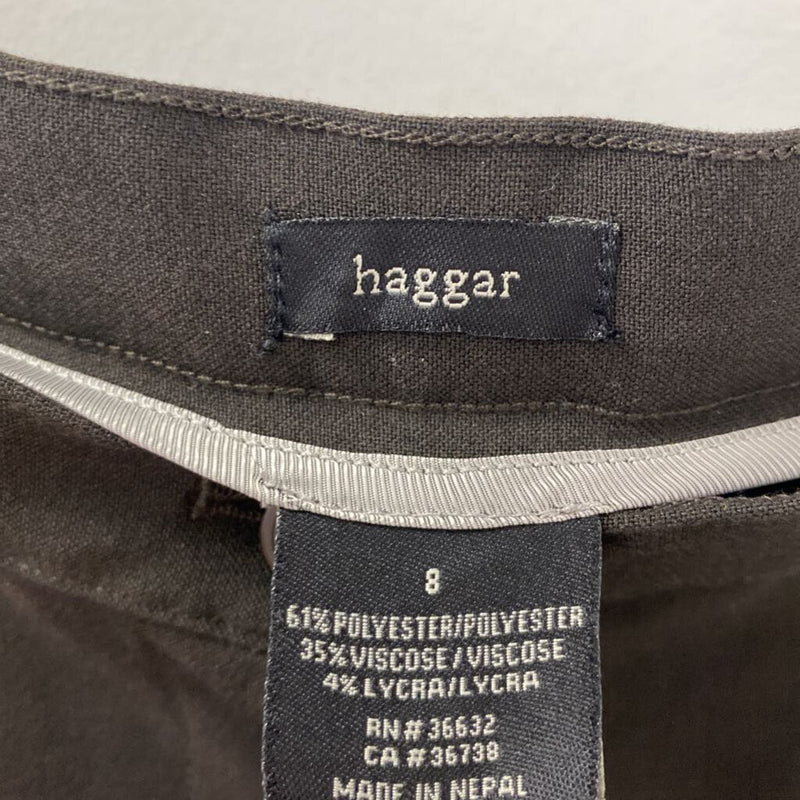 haggar
8
61% POLYESTER/POLYESTER
35% VISCOSE/VISCOSE
4% LYCRA/LYCRA
RN # 36632
CA # 36738
MADE IN NEPAL